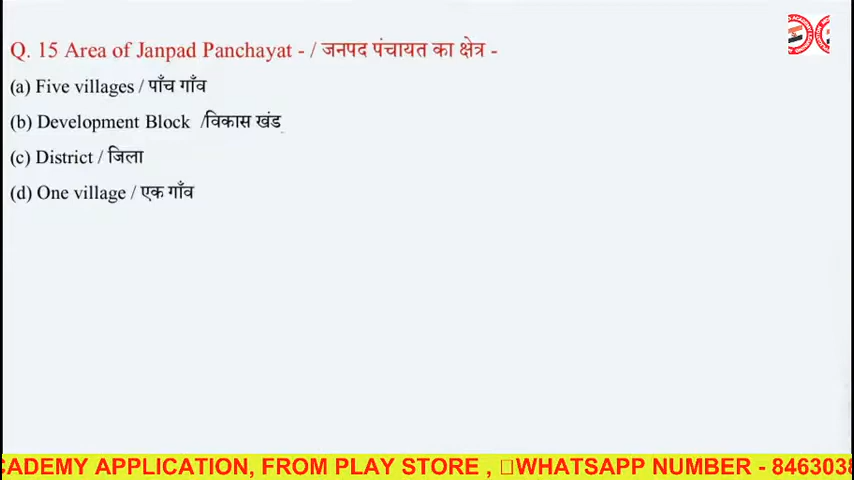 Q. 15 Area of Janpad Panchayat - / जनपद पंचायत का क्षेत्र -
(a) Five villages / पाँच गाँव
(b) Development Block /विकास खंड
(c) District / जिला
(d) One village / एक गाँव
CADEMY APPLICATION, FROM PLAY STORE , WHATSAPP NUMBER - 8463038